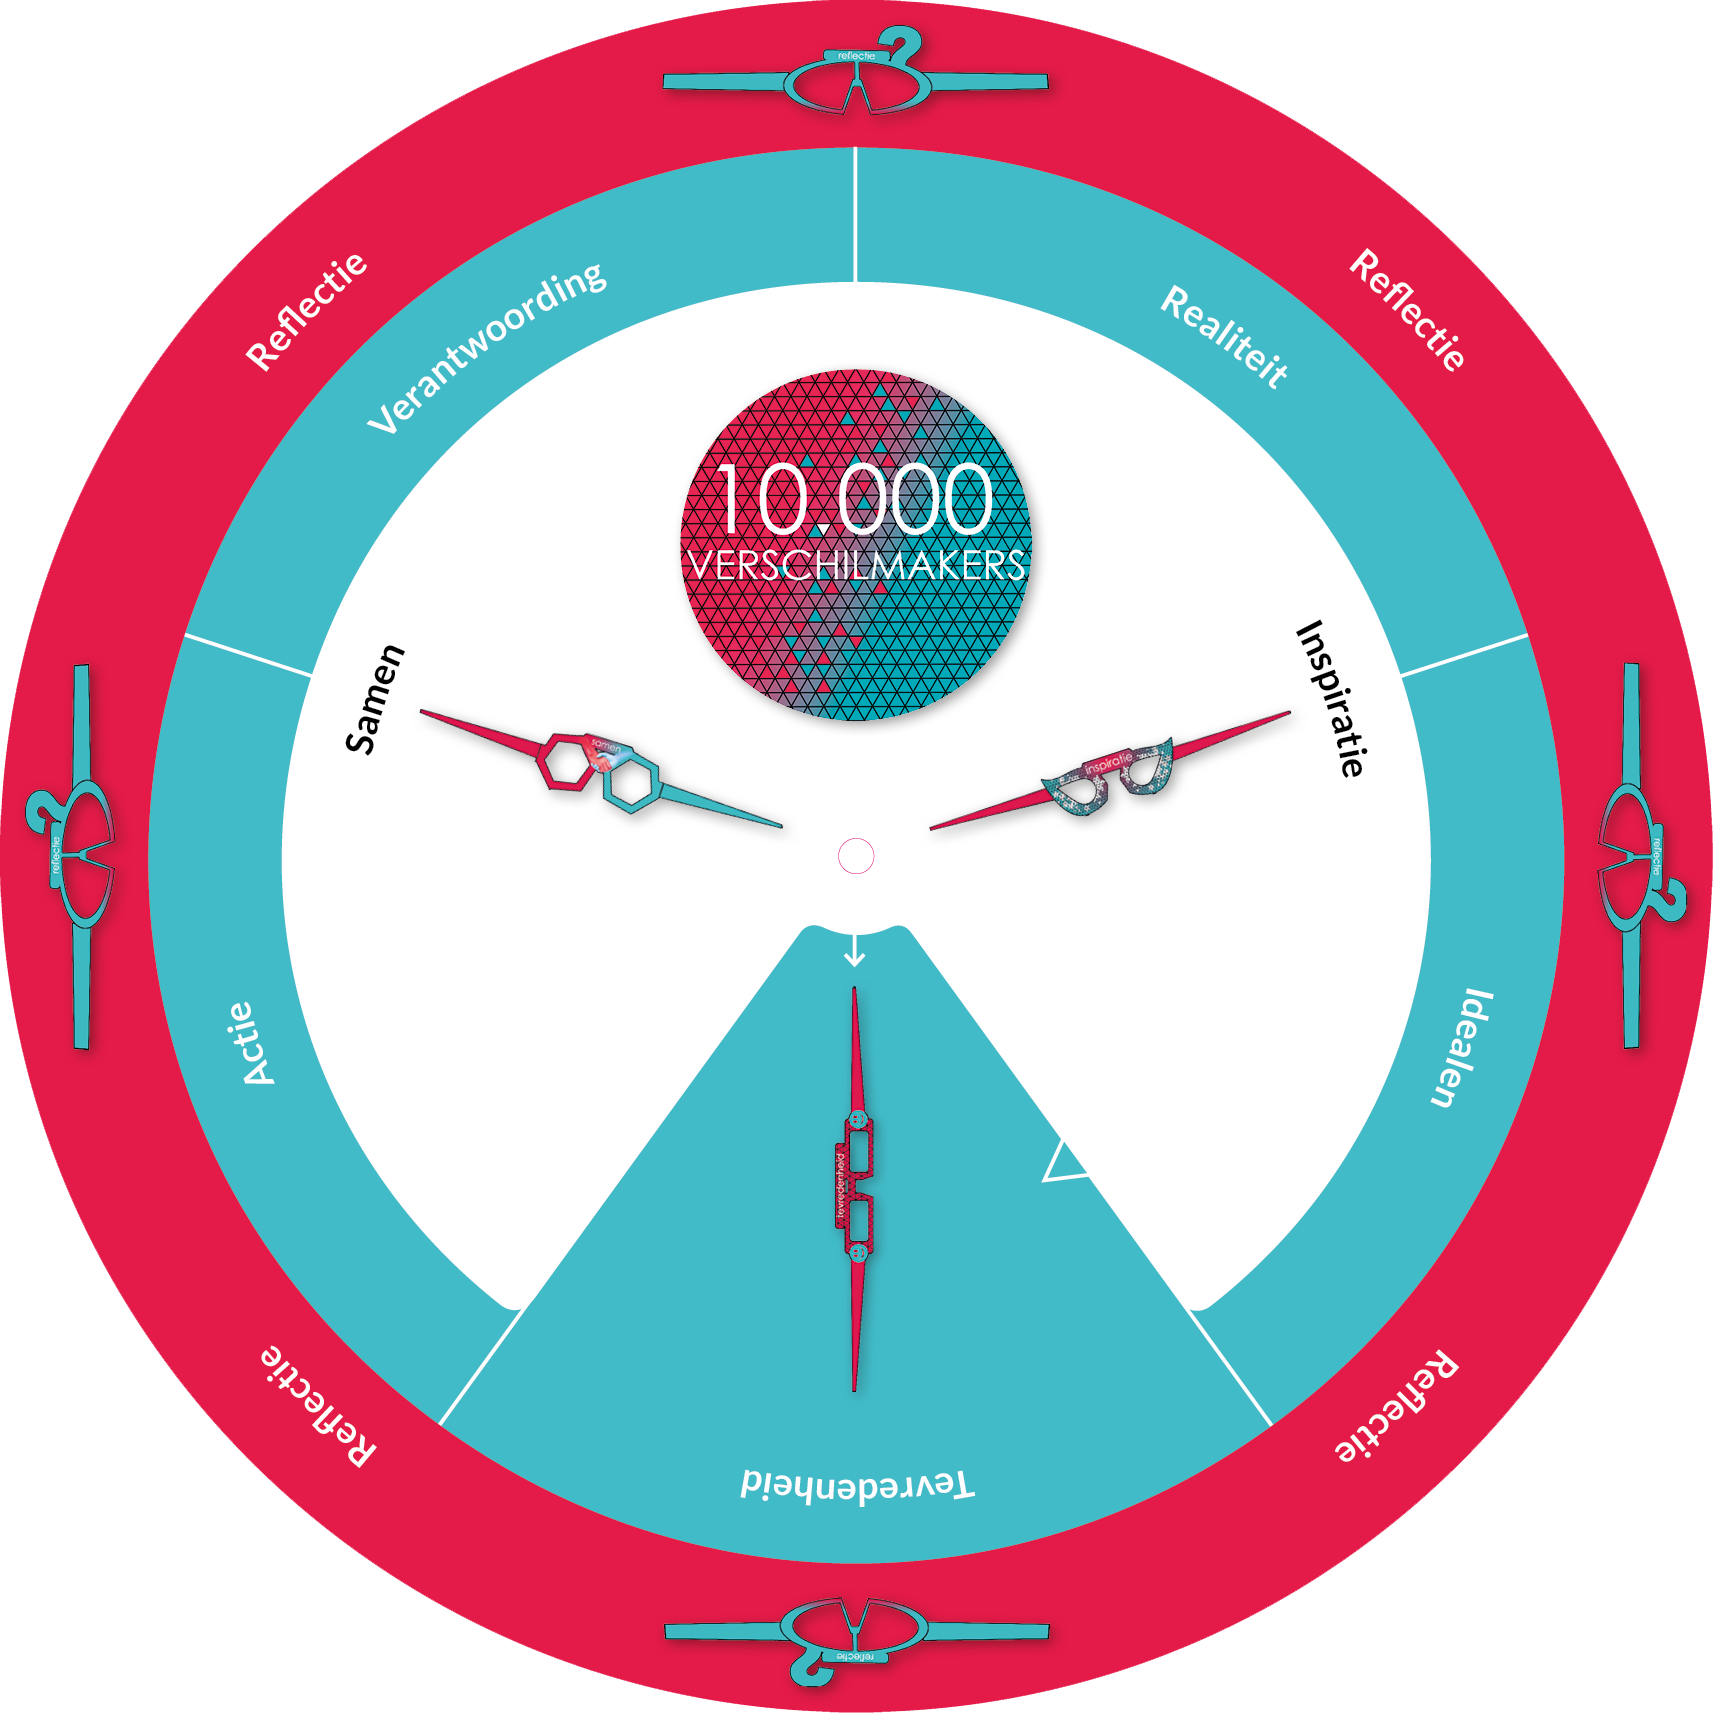 reflectie
Reflectie
Reflectie
Verantwoording
Realiteit
10.000
VERSCHILMAKERS
Samen
samen
inspiratie
Inspiratie
reflectie
reflectie
Actie
Idealen
tevredenheid
Tevredenheid
Reflectie
Reflectie
reflectie